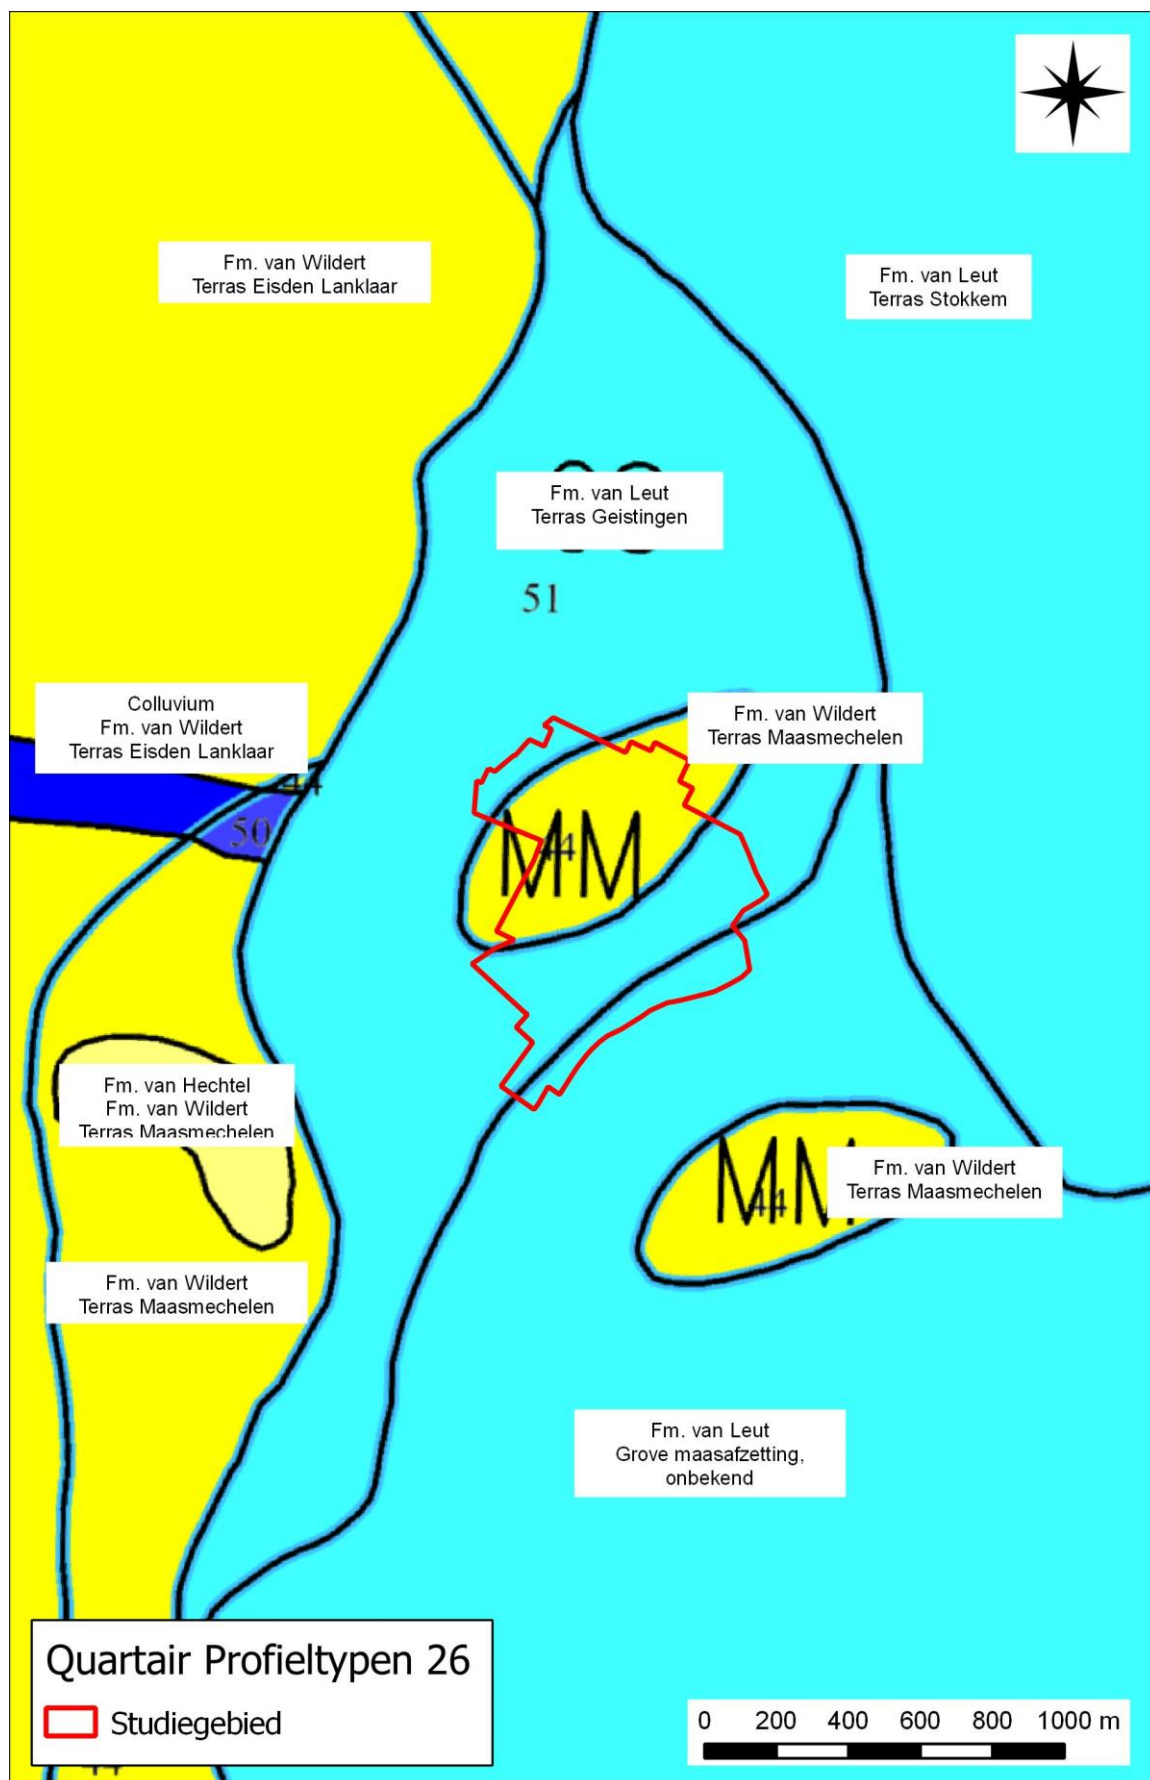 Fm. van Wildert
Terras Eisden Lanklaar
Fm. van Leut
Terras Stokkem
Fm. van Leut
Terras Geistingen
51
Colluvium
Fm. van Wildert
Terras Eisden Lanklaar
44
50
Fm. van Wildert
Terras Maasmechelen
MM
44
Fm. van Hechtel
Fm. van Wildert
Terras Maasmechelen
MM
44
Fm. van Wildert
Terras Maasmechelen
Fm. van Wildert
Terras Maasmechelen
Fm. van Leut
Grove maasafzetting,
onbekend
Quartair Profieltypen 26
Studiegebied
0 200 400 600 800 1000 m